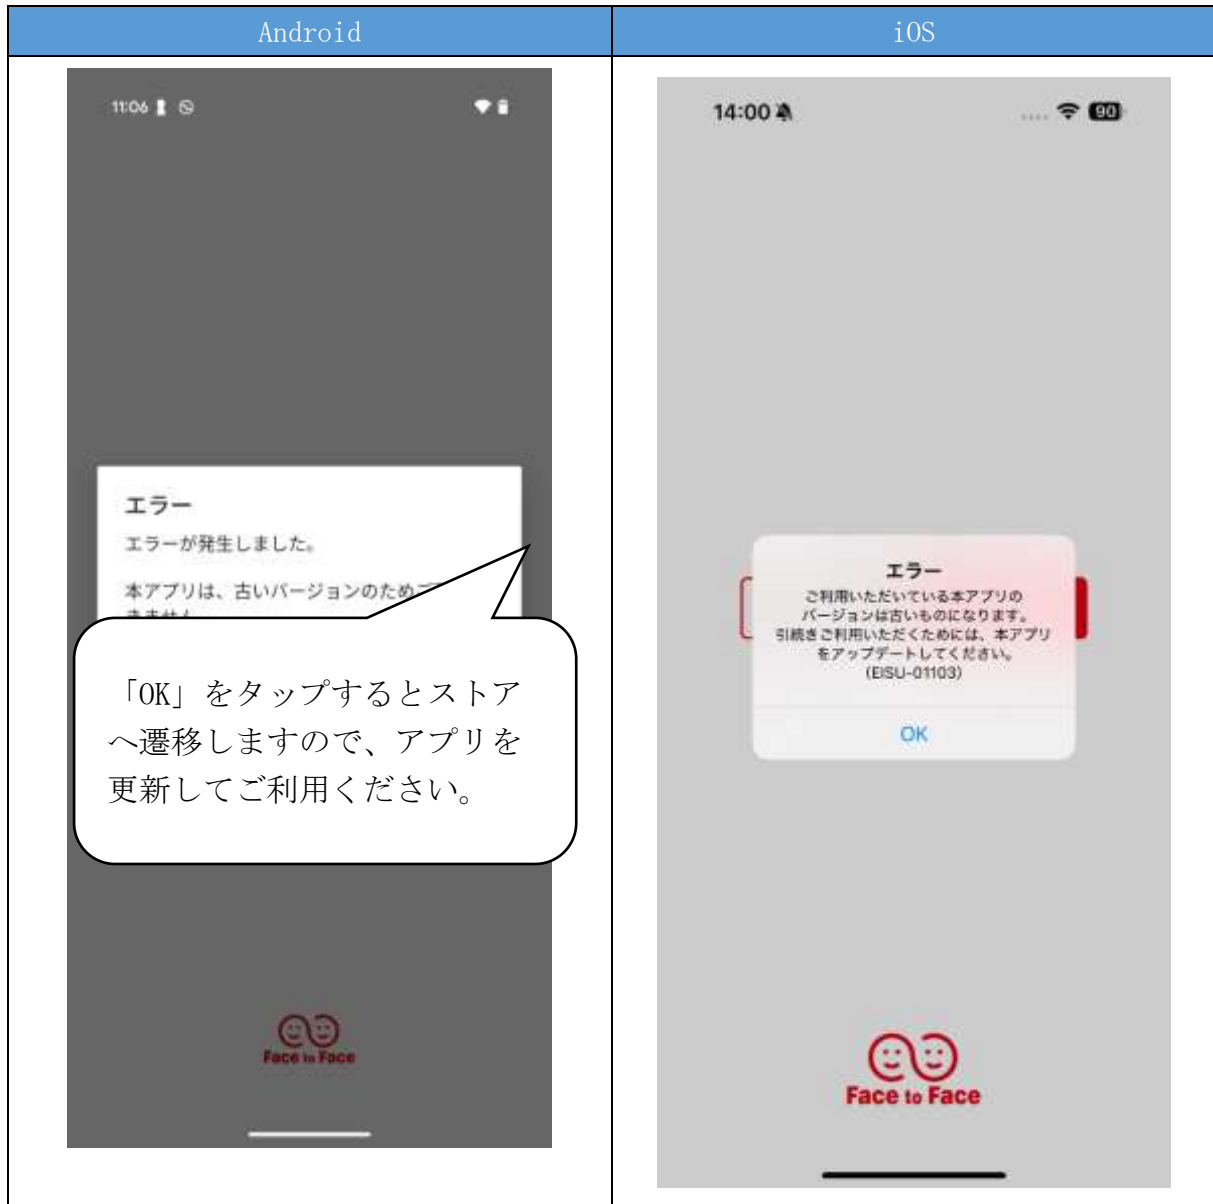 Android
iOS
11:06
エラー
エラーが発生しました。
本アプリは、古いバージョンのためご
「OK」をタップするとストア
へ遷移しますので、アプリを
更新してご利用ください。
Face to Face
14:00
90
エラー
ご利用いただいている本アプリの
バージョンは古いものになります。
引続きご利用いただくためには、本アプリ
をアップデートしてください。
(EISU-01103)
OK
Face to Face